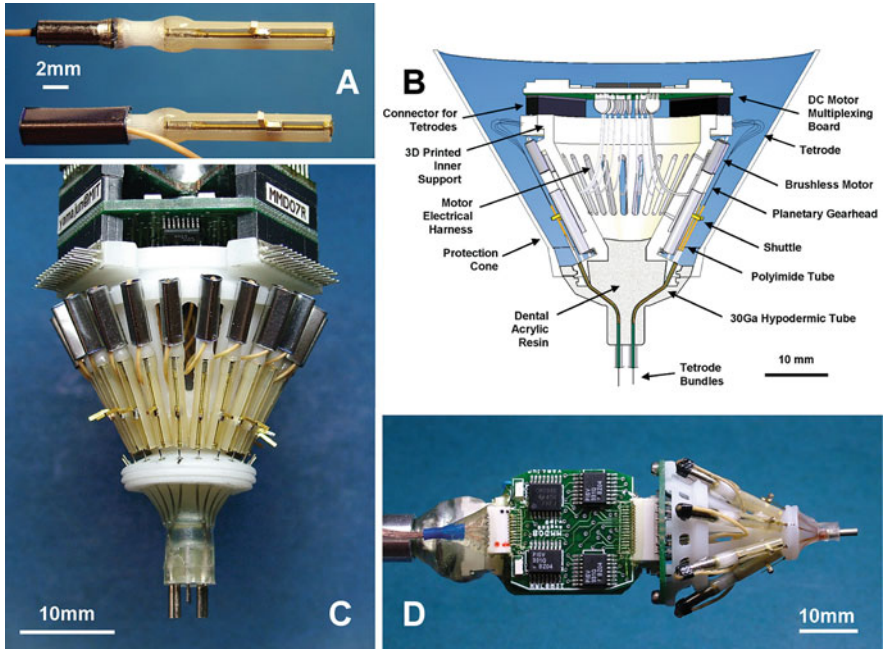 A
2mm
B
Connector for
Tetrodes
3D Printed
Inner
Support
Motor
Electrical
Harness
Protection
Cone
Dental
Acrylic
Resin
DC Motor
Multiplexing
Board
Tetrode
Brushless Motor
Planetary Gearhead
Shuttle
Polyimide Tube
30Ga Hypodermic Tube
Tetrode
Bundles
10 mm
MMD07R
10mm
C
D
10mm